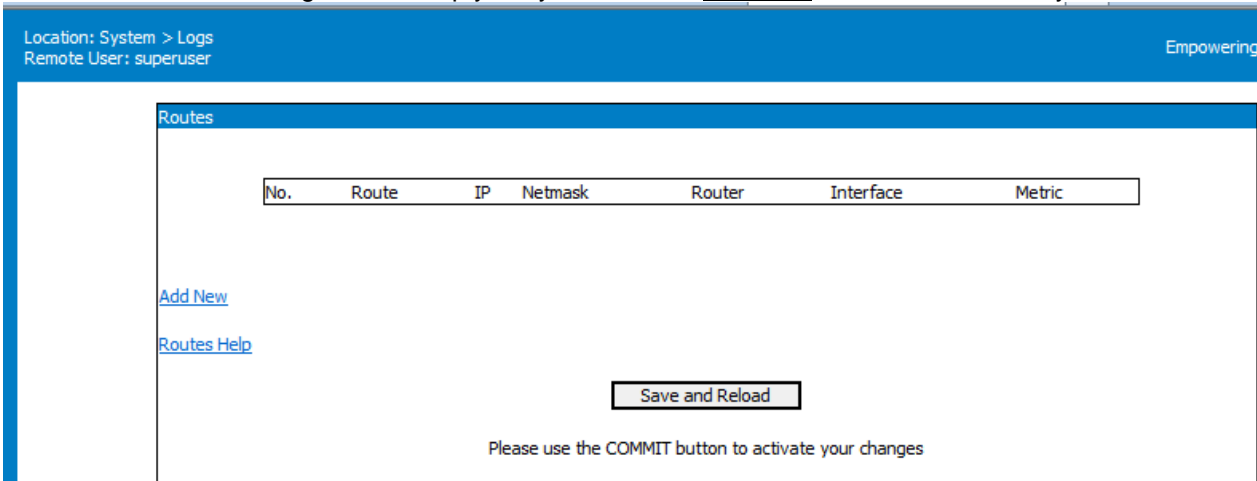 Location: System > Logs
Remote User: superuser
Empowering
Routes
No. Route IP Netmask Router Interface Metric
Add New
Routes Help
Save and Reload
Please use the COMMIT button to activate your changes